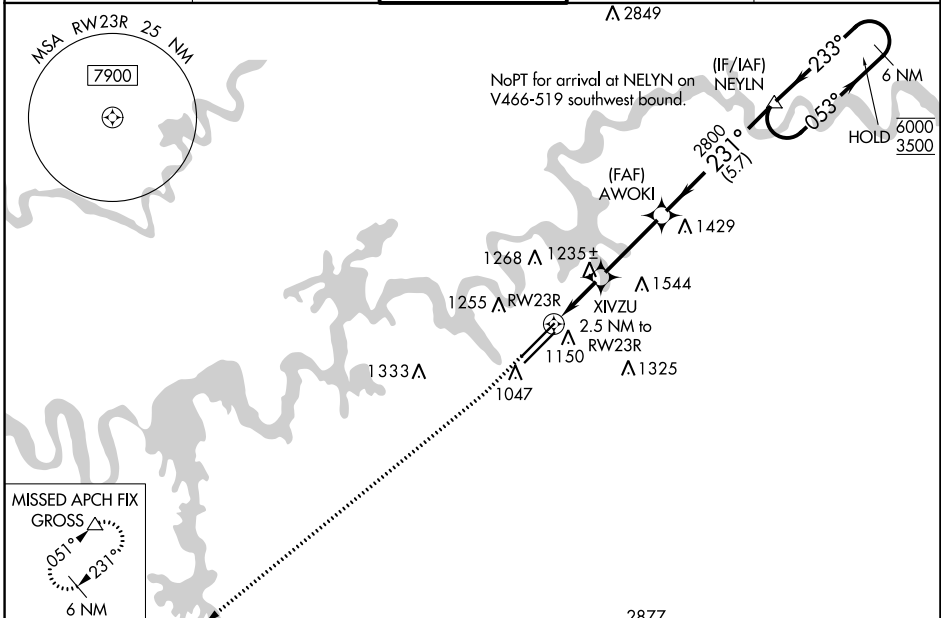 MSA RW23R 25 NM
7900
2849
NoPT for arrival at NELYN on
V466-519 southwest bound.
(IF/IAF)
NEYLN
233°
053°
6 NM
HOLD
6000
3500
2800
231°
(5.7)
(FAF)
AWOKI
1429
1268
1235±
1544
1255
RW23R
XIVZU
2.5 NM to
RW23R
1150
1325
1333
1047
MISSED APCH FIX
GROSS
051°
231°
6 NM
2877